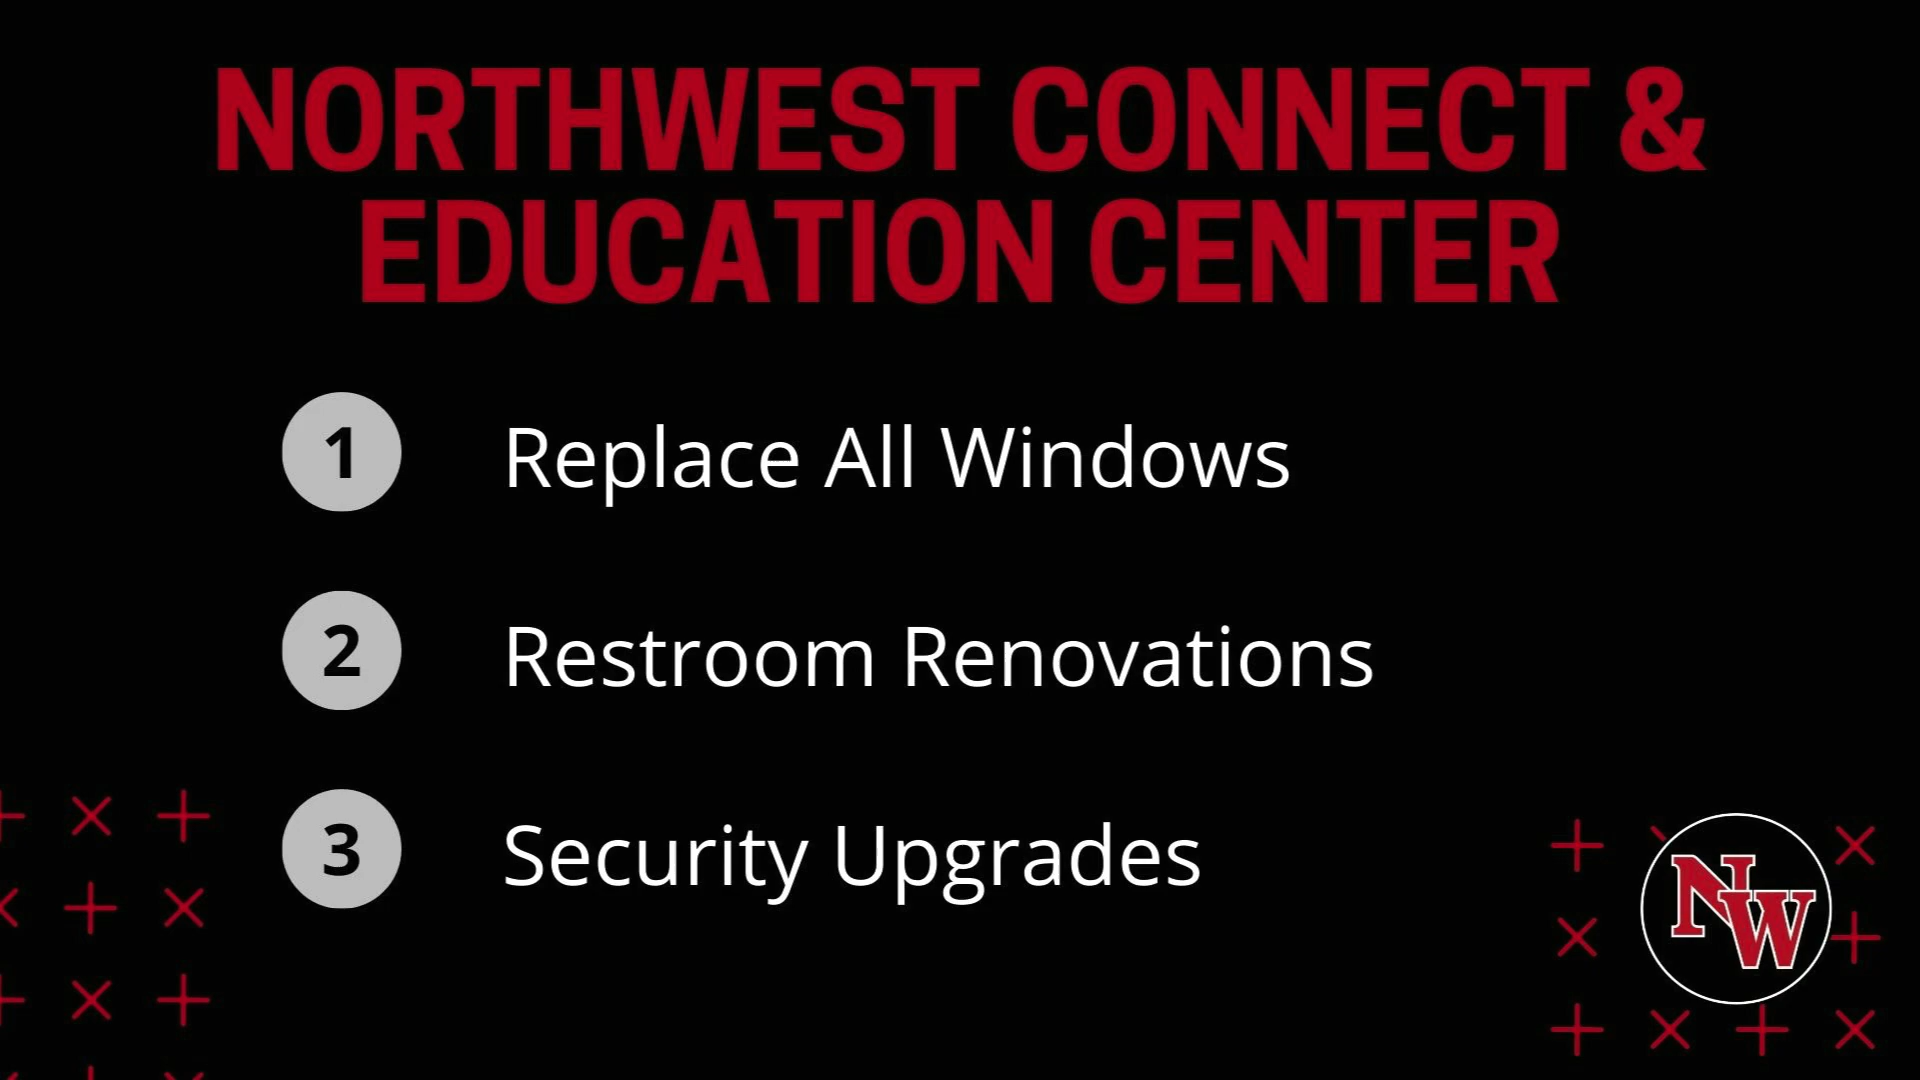 NORTHWEST CONNECT &
EDUCATION CENTER
1 Replace All Windows
2 Restroom Renovations
3 Security Upgrades
NW